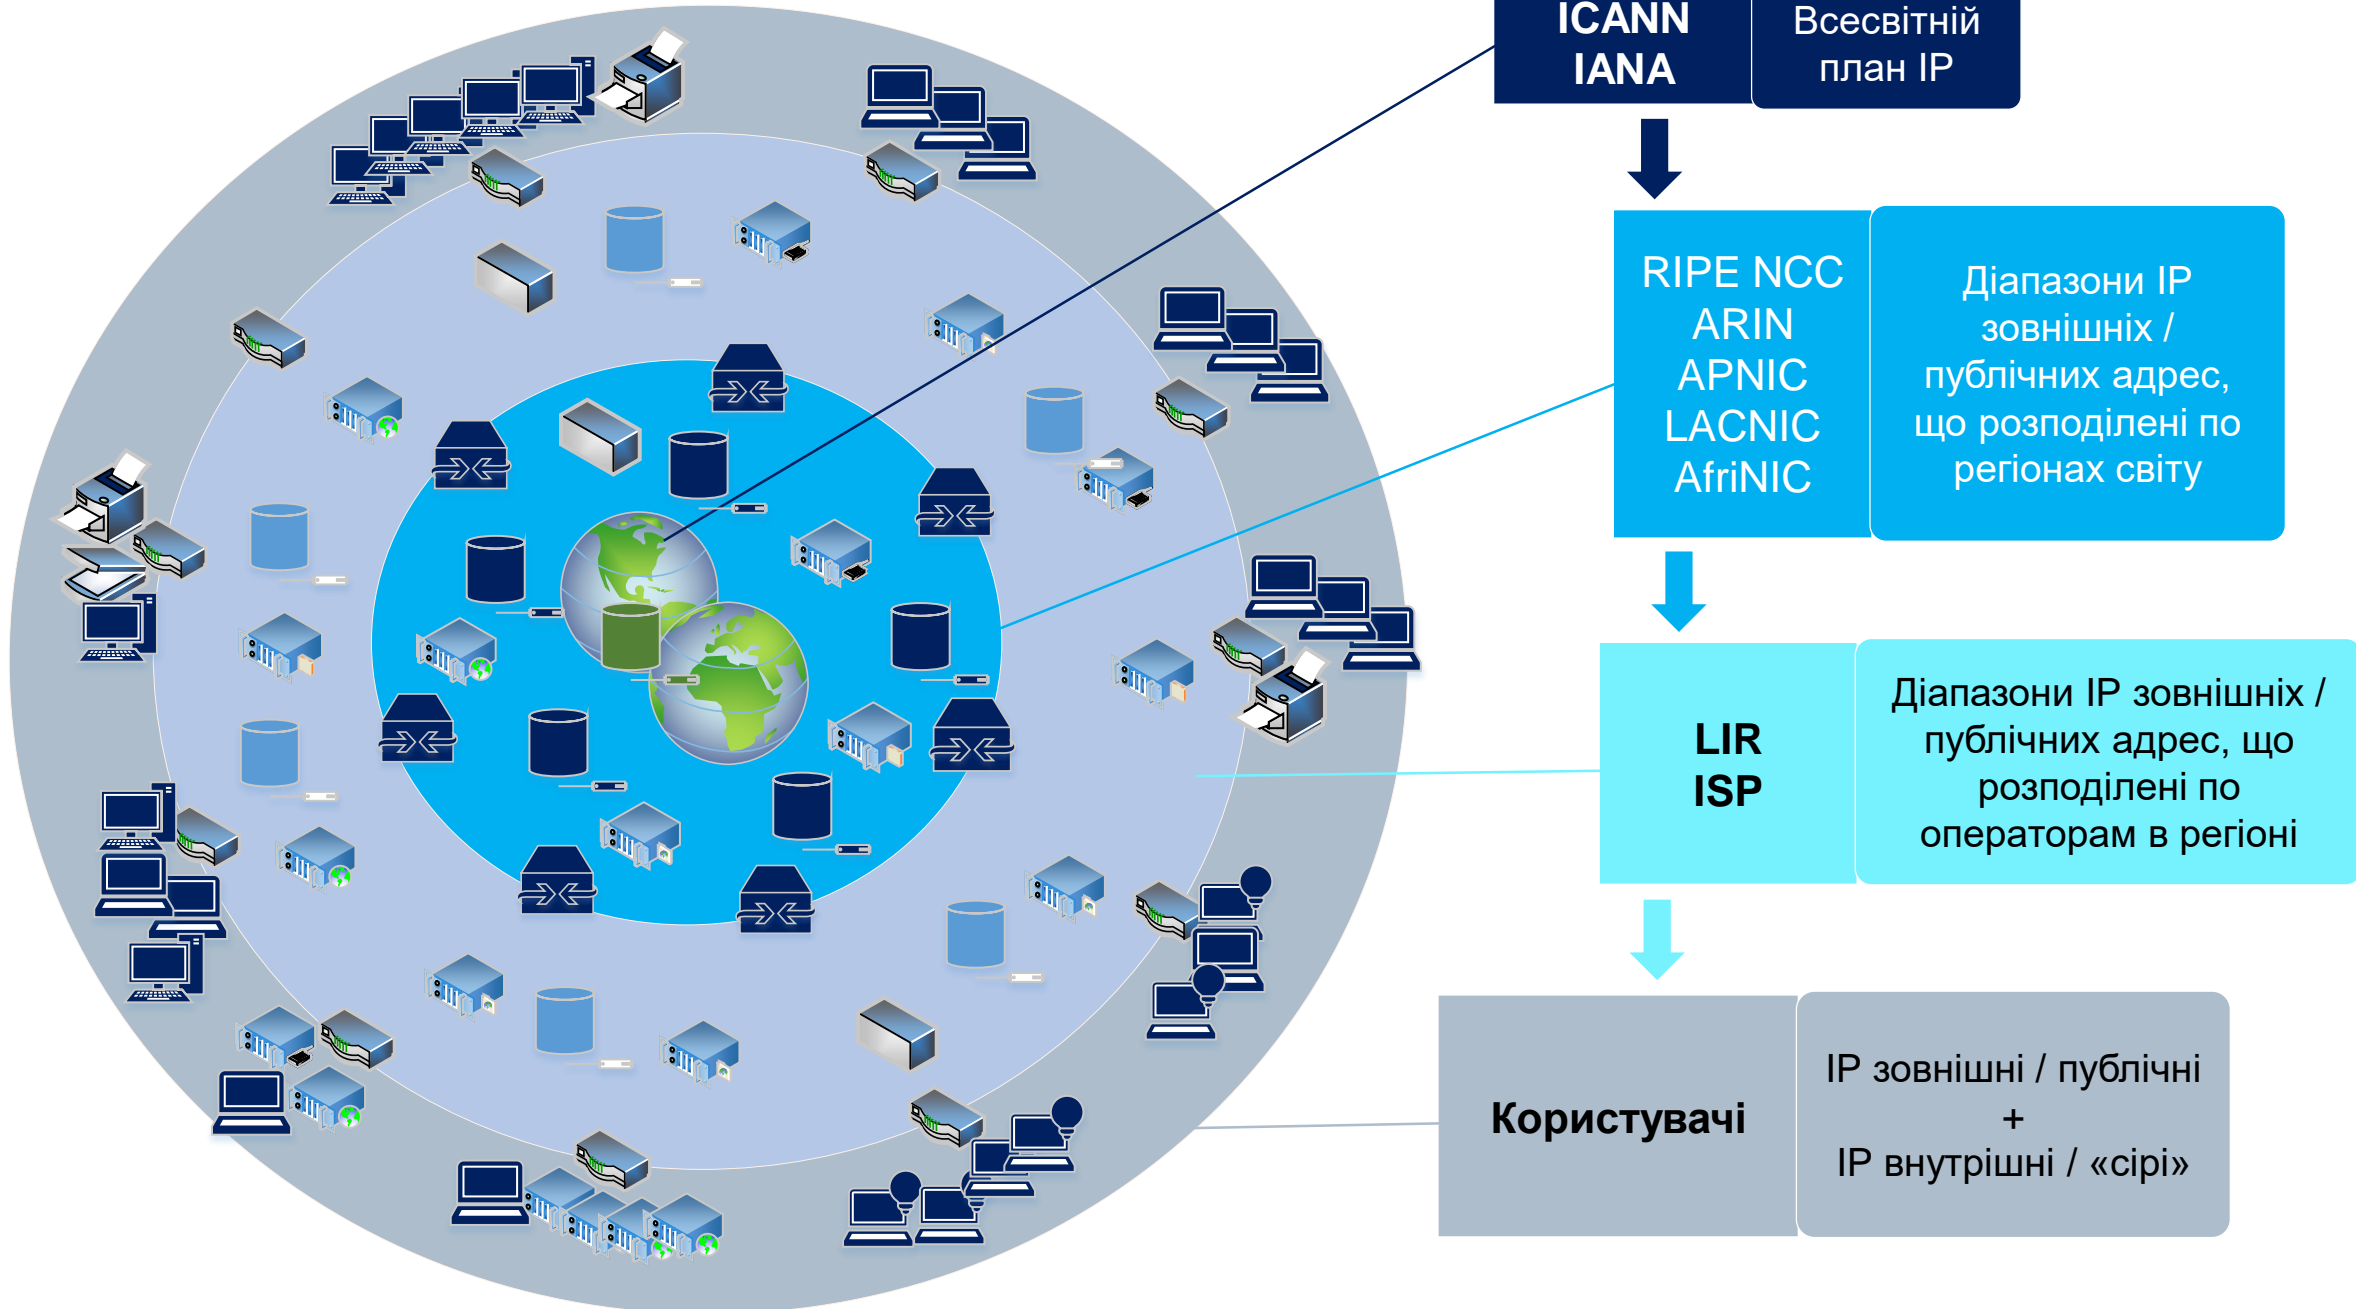 ICANN
IANA
Всесвітній
план IP
RIPE NCC
ARIN
APNIC
LACNIC
AfriNIC
Діапазони IP
зовнішніх /
публічних адрес,
що розподілені по
регіонах світу
LIR
ISP
Діапазони IP зовнішніх /
публічних адрес, що
розподілені по
операторам в регіоні
Користувачі
IP зовнішні / публічні
+
IP внутрішні / «сірі»